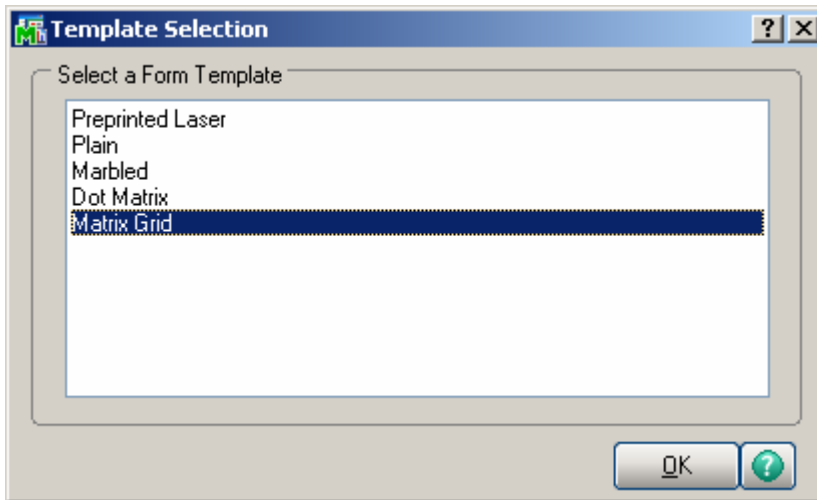 Template Selection
Select a Form Template
Preprinted Laser
Plain
Marbled
Dot Matrix
Matrix Grid
OK